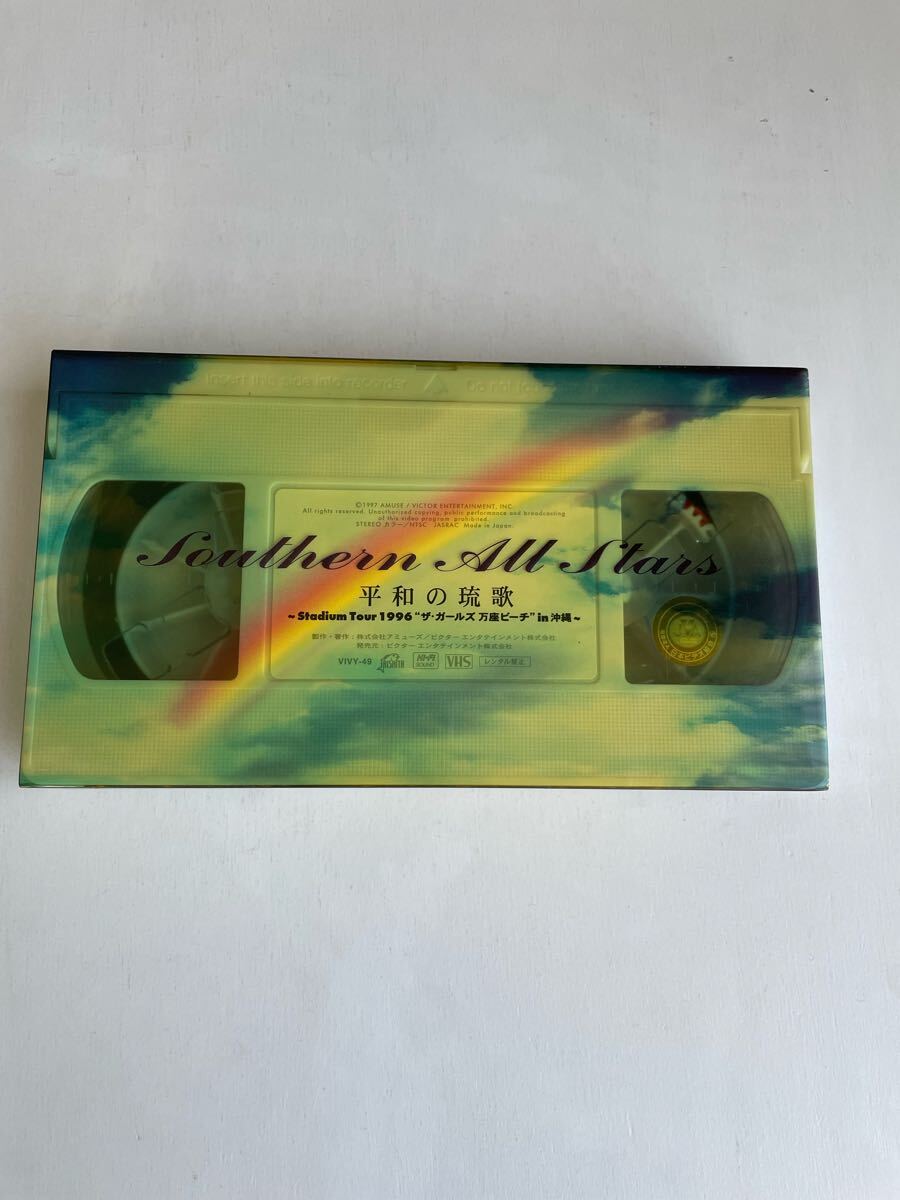 Insert this side into recorder
Do not touch
©1997 AMUSE / VICTOR ENTERTAINMENT, INC.
All rights reserved. Unauthorized copying, public performance and broadcasting
of this video program prohibited.
STEREO カラー/NTSC JASRAC Made in Japan.
Southern All Stars
平和の琉歌
~Stadium Tour 1996 "ザ・ガールズ 万座ビーチ" in 沖縄~
製作・著作：株式会社アミューズ/ビクター エンタテインメント株式会社
発売元：ビクター エンタテインメント株式会社
VIVY-49 TAISHITA Hi-Fi SOUND VHS レンタル禁止